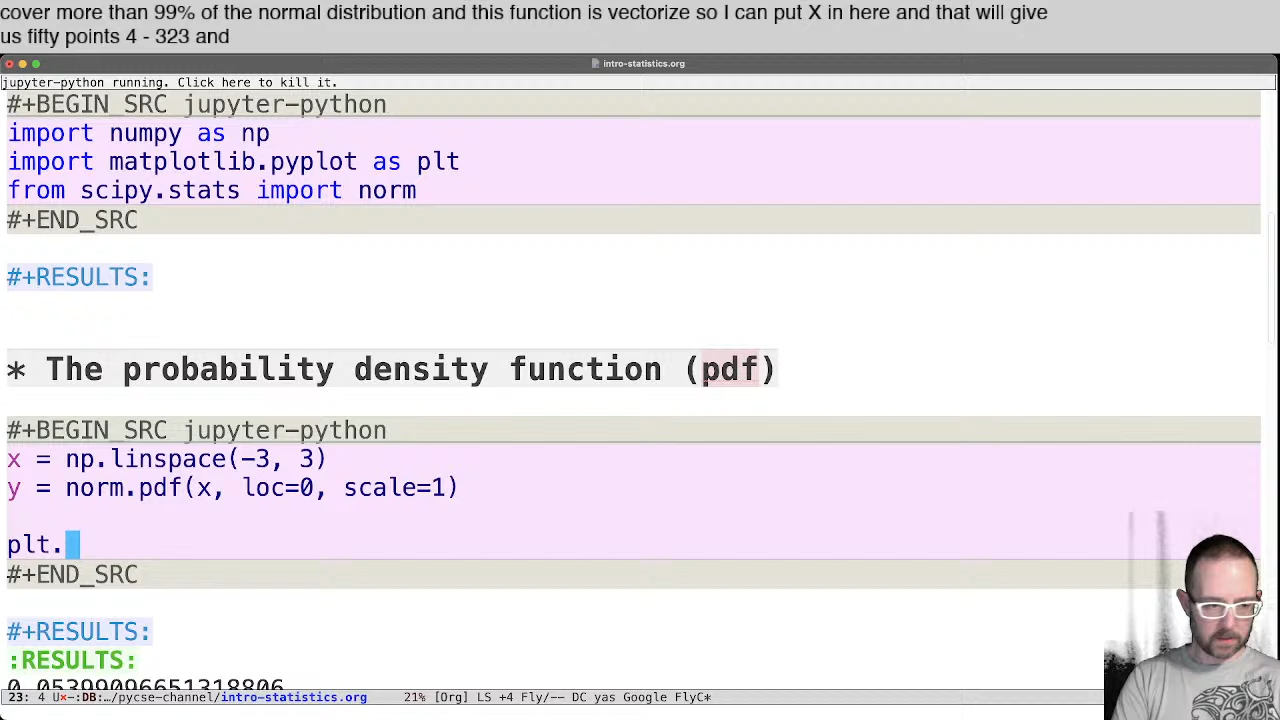 cover more than 99% of the normal distribution and this function is vectorize so I can put X in here and that will give
us fifty points 4 - 323 and
intro-statistics.org
jupyter-python running. Click here to kill it.
#+BEGIN_SRC jupyter-python
import numpy as np
import matplotlib.pyplot as plt
from scipy.stats import norm
#+END_SRC
#+RESULTS:
* The probability density function (pdf)
#+BEGIN_SRC jupyter-python
x = np.linspace(-3, 3)
y = norm.pdf(x, loc=0, scale=1)
plt.
#+END_SRC
#+RESULTS:
:RESULTS:
0.05399096651318806
23: 4 U×-:DB:…/pycse-channel/intro-statistics.org 21% [Org] LS +4 Fly/-- DC yas Google FlyC*